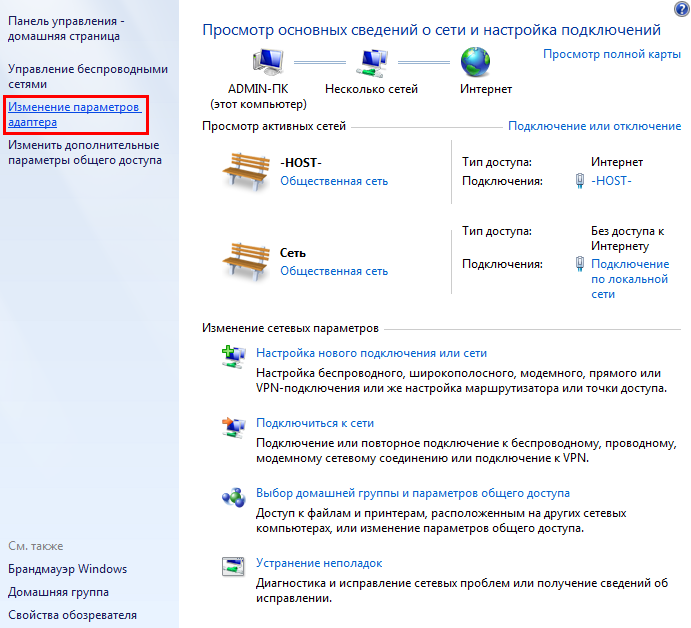 Панель управления -
домашняя страница
Управление беспроводными
сетями
Изменение параметров
адаптера
Изменить дополнительные
параметры общего доступа
См. также
Брандмауэр Windows
Домашняя группа
Свойства обозревателя
Просмотр основных сведений о сети и настройка подключений
Просмотр полной карты
ADMIN-ПК
(этот компьютер)
Несколько сетей
Интернет
Просмотр активных сетей
Подключение или отключение
-HOST-
Общественная сеть
Тип доступа: Интернет
Подключения: -HOST-
Сеть
Общественная сеть
Тип доступа: Без доступа к
Интернету
Подключения: Подключение
по локальной
сети
Изменение сетевых параметров
Настройка нового подключения или сети
Настройка беспроводного, широкополосного, модемного, прямого или
VPN-подключения или же настройка маршрутизатора или точки доступа.
Подключиться к сети
Подключение или повторное подключение к беспроводному, проводному,
модемному сетевому соединению или подключение к VPN.
Выбор домашней группы и параметров общего доступа
Доступ к файлам и принтерам, расположенным на других сетевых
компьютерах, или изменение параметров общего доступа.
Устранение неполадок
Диагностика и исправление сетевых проблем или получение сведений об
исправлении.